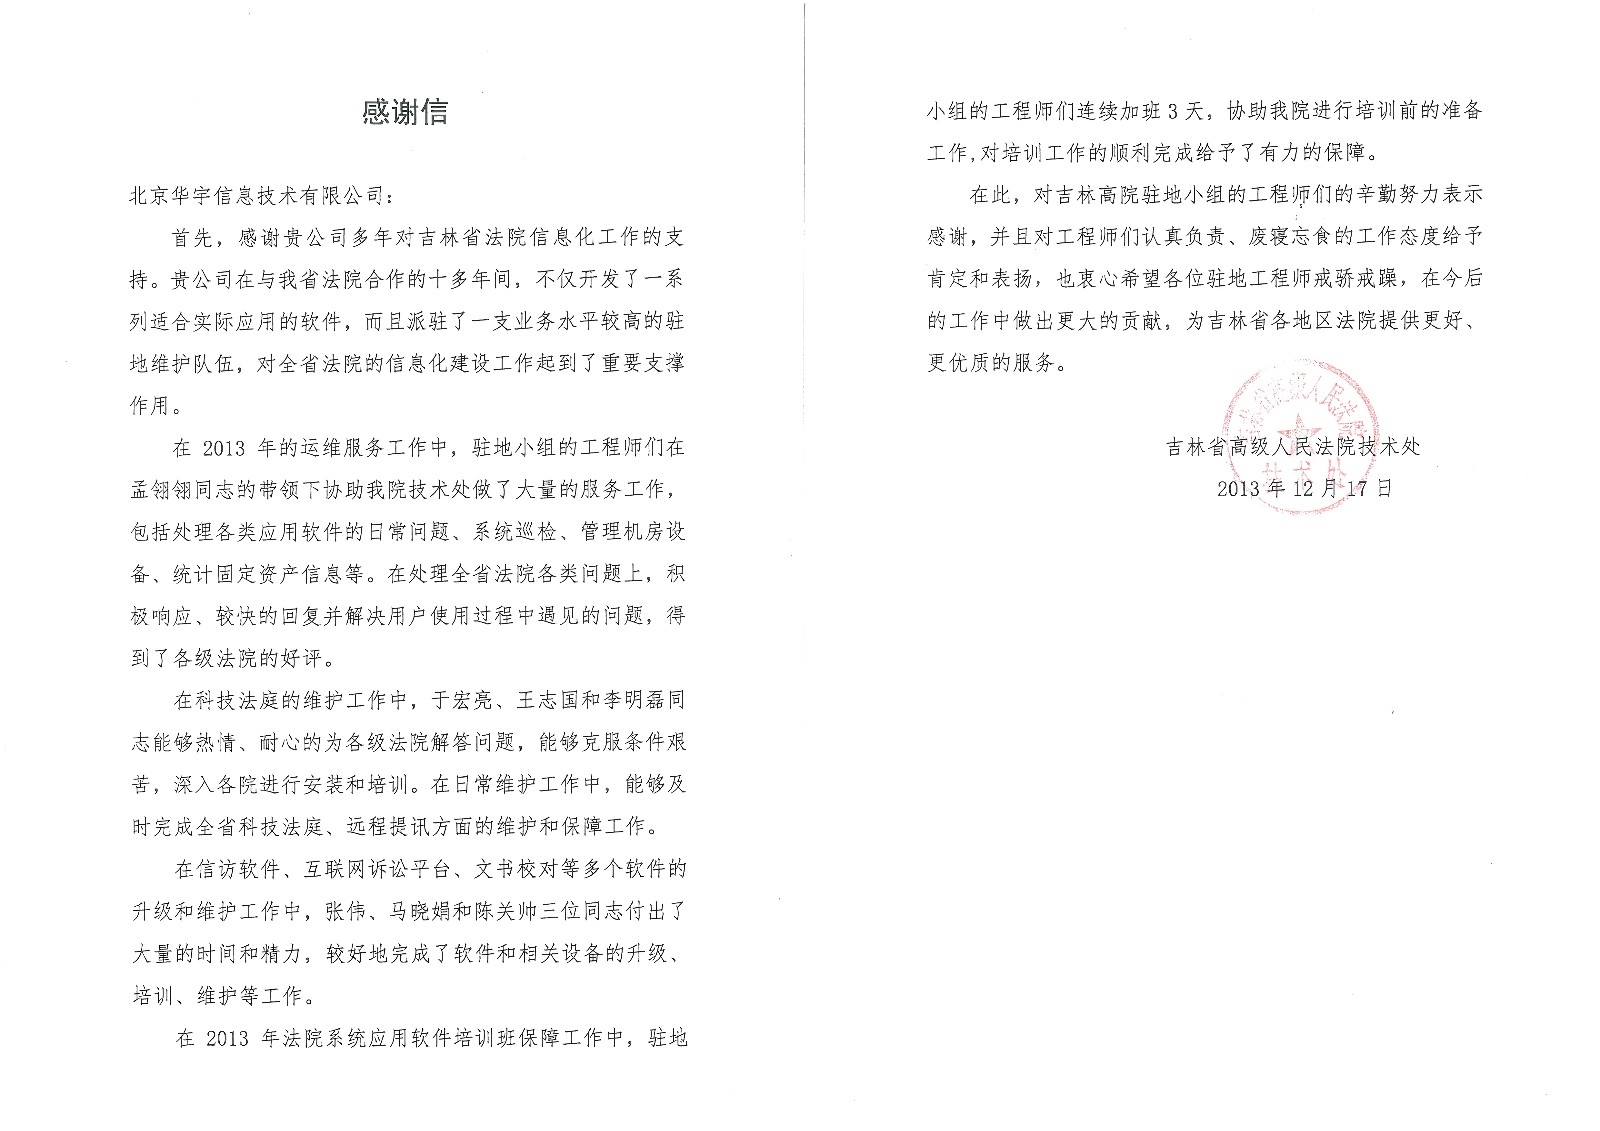 感谢信
北京华宇信息技术有限公司：
首先，感谢贵公司多年对吉林省法院信息化工作的支
持。贵公司在与我省法院合作的十多年间，不仅开发了一系
列适合实际应用的软件，而且派驻了一支业务水平较高的驻
地维护队伍，对全省法院的信息化建设工作起到了重要支撑
作用。
在 2013 年的运维服务工作中，驻地小组的工程师们在
孟翎翎同志的带领下协助我院技术处做了大量的服务工作，
包括处理各类应用软件的日常问题、系统巡检、管理机房设
备、统计固定资产信息等。在处理全省法院各类问题上，积
极响应、较快的回复并解决用户使用过程中遇见的问题，得
到了各级法院的好评。
在科技法庭的维护工作中，于宏亮、王志国和李明磊同
志能够热情、耐心的为各级法院解答问题，能够克服条件艰
苦，深入各院进行安装和培训。在日常维护工作中，能够及
时完成全省科技法庭、远程提讯方面的维护和保障工作。
在信访软件、互联网诉讼平台、文书校对等多个软件的
升级和维护工作中，张伟、马晓娟和陈关帅三位同志付出了
大量的时间和精力，较好地完成了软件和相关设备的升级、
培训、维护等工作。
在 2013 年法院系统应用软件培训班保障工作中，驻地
小组的工程师们连续加班 3 天，协助我院进行培训前的准备
工作,对培训工作的顺利完成给予了有力的保障。
在此，对吉林高院驻地小组的工程师们的辛勤努力表示
感谢，并且对工程师们认真负责、废寝忘食的工作态度给予
肯定和表扬，也衷心希望各位驻地工程师戒骄戒躁，在今后
的工作中做出更大的贡献，为吉林省各地区法院提供更好、
更优质的服务。
吉林省高级人民法院
技术处
吉林省高级人民法院技术处
2013 年 12 月 17 日